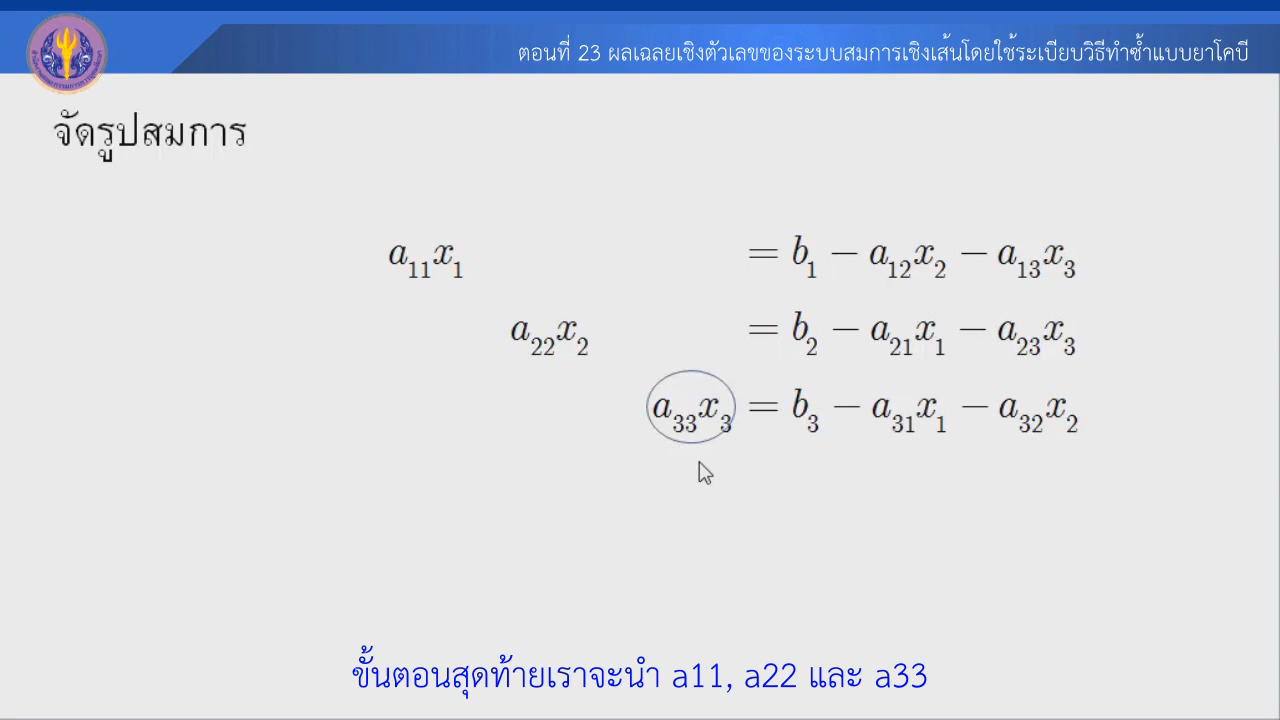 ตอนที่ 23 ผลเฉลยเชิงตัวเลขของระบบสมการเชิงเส้นโดยใช้ระเบียบวิธีทำซ้ำแบบยาโคบี
จัดรูปสมการ
a₁₁x₁ = b₁ − a₁₂x₂ − a₁₃x₃
a₂₂x₂ = b₂ − a₂₁x₁ − a₂₃x₃
a₃₃x₃ = b₃ − a₃₁x₁ − a₃₂x₂
ขั้นตอนสุดท้ายเราจะนำ a11, a22 และ a33